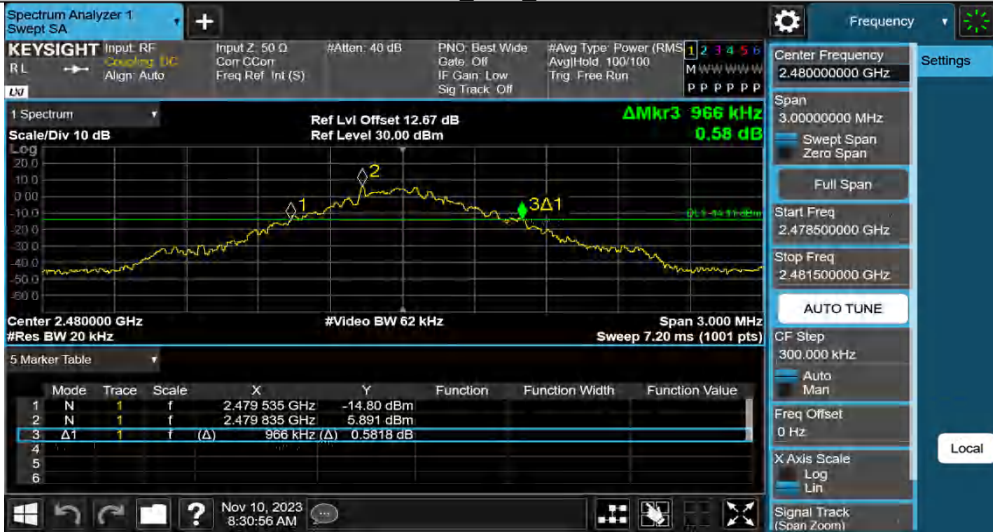 Spectrum Analyzer 1
Swept SA
+
Frequency
KEYSIGHT
RL
LXI
Input: RF
Coupling: DC
Align: Auto
Input Z: 50 Ω
Corr CCorr
Freq Ref: Int (S)
#Atten: 40 dB
PNO: Best Wide
Gate: Off
IF Gain: Low
Sig Track: Off
#Avg Type: Power (RMS
Avg|Hold: 100/100
Trig: Free Run
1 2 3 4 5 6
M W W W W W
P P P P P P
1 Spectrum
Scale/Div 10 dB
Ref Lvl Offset 12.67 dB
Ref Level 30.00 dBm
ΔMkr3 966 kHz
0.58 dB
Log
20.0
10.0
0.00
-10.0
-20.0
-30.0
-40.0
-50.0
-60.0
1
2
3Δ1
Center 2.480000 GHz
#Res BW 20 kHz
#Video BW 62 kHz
Span 3.000 MHz
Sweep 7.20 ms (1001 pts)
5 Marker Table
Mode Trace Scale X Y Function Function Width Function Value
1 N 1 f 2.479 535 GHz -14.80 dBm
2 N 1 f 2.479 835 GHz 5.891 dBm
3 Δ1 1 f (Δ) 966 kHz (Δ) 0.5818 dB
4
5
6
Nov 10, 2023
8:30:56 AM
?
Center Frequency
2.480000000 GHz
Settings
Span
3.00000000 MHz
Swept Span
Zero Span
Full Span
Start Freq
2.478500000 GHz
Stop Freq
2.481500000 GHz
AUTO TUNE
CF Step
300.000 kHz
Auto
Man
Freq Offset
0 Hz
X Axis Scale
Log
Lin
Local
Signal Track
(Span Zoom)